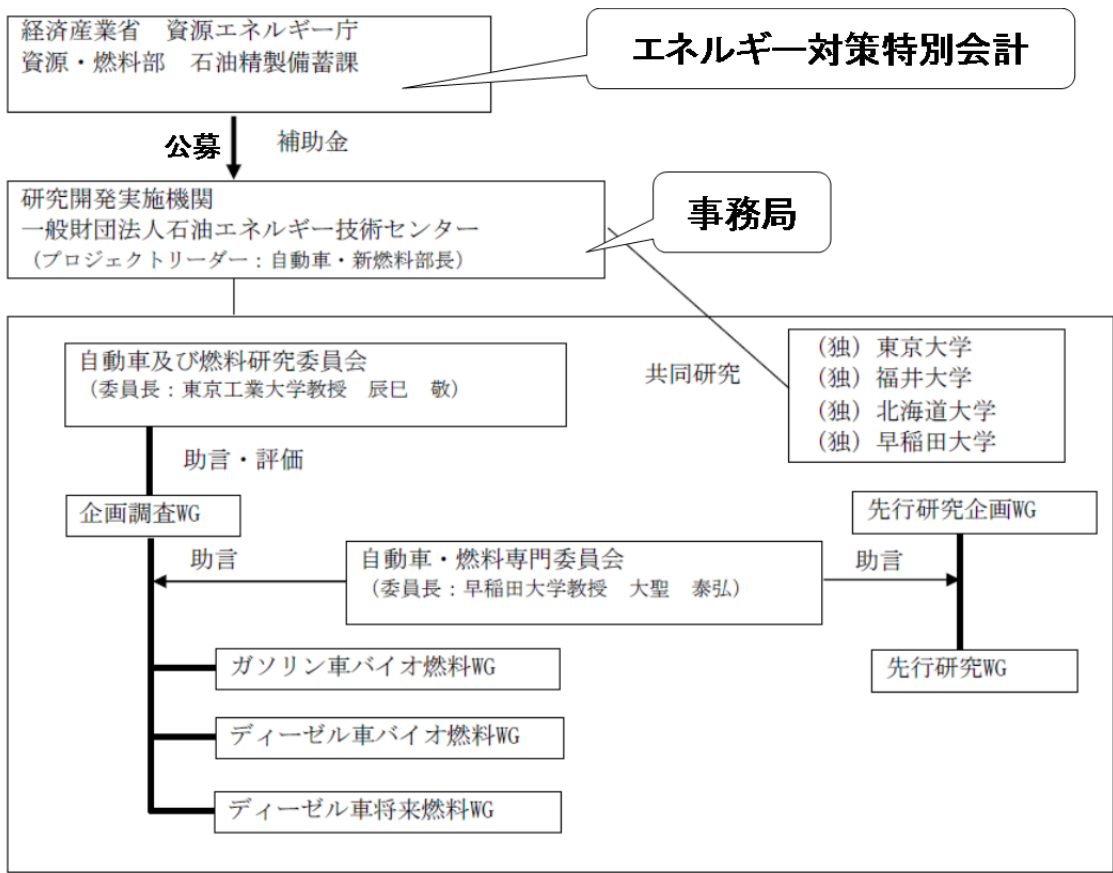 経済産業省　資源エネルギー庁
資源・燃料部　石油精製備蓄課
エネルギー対策特別会計
公募
補助金
研究開発実施機関
一般財団法人石油エネルギー技術センター
（プロジェクトリーダー：自動車・新燃料部長）
事務局
自動車及び燃料研究委員会
（委員長：東京工業大学教授　辰巳　敬）
共同研究
（独）東京大学
（独）福井大学
（独）北海道大学
（独）早稲田大学
助言・評価
企画調査WG
先行研究企画WG
助言
自動車・燃料専門委員会
（委員長：早稲田大学教授　大聖　泰弘）
助言
ガソリン車バイオ燃料WG
先行研究WG
ディーゼル車バイオ燃料WG
ディーゼル車将来燃料WG